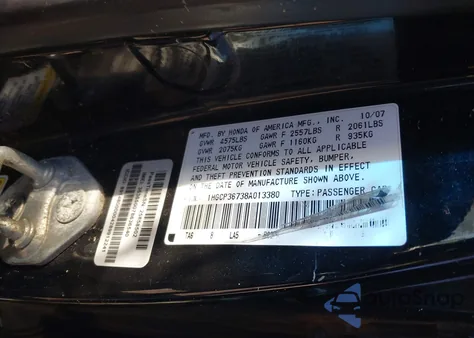 MFD. BY HONDA OF AMERICA MFG., INC. 10/07
GVWR 4575LBS GAWR F 2557LBS R 2061LBS
GVWR 2075KG GAWR F 1160KG R 935KG
THIS VEHICLE CONFORMS TO ALL APPLICABLE
FEDERAL MOTOR VEHICLE SAFETY, BUMPER,
AND THEFT PREVENTION STANDARDS IN EFFECT
ON THE DATE OF MANUFACTURE SHOWN ABOVE.
1HGCP36738A013380 TYPE: PASSENGER CAR
AutoSnap